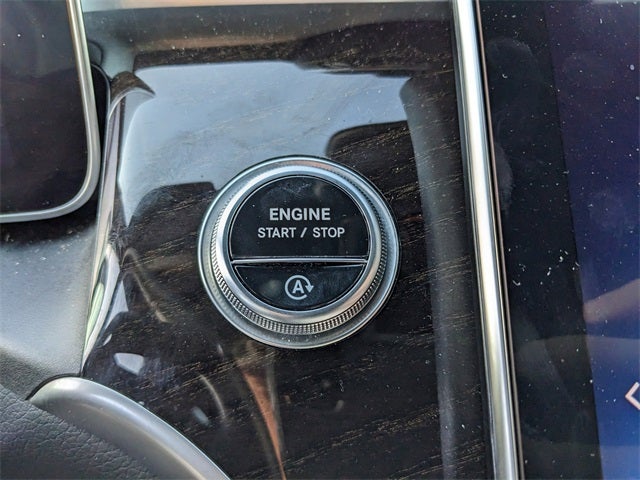 ENGINE
START / STOP
A